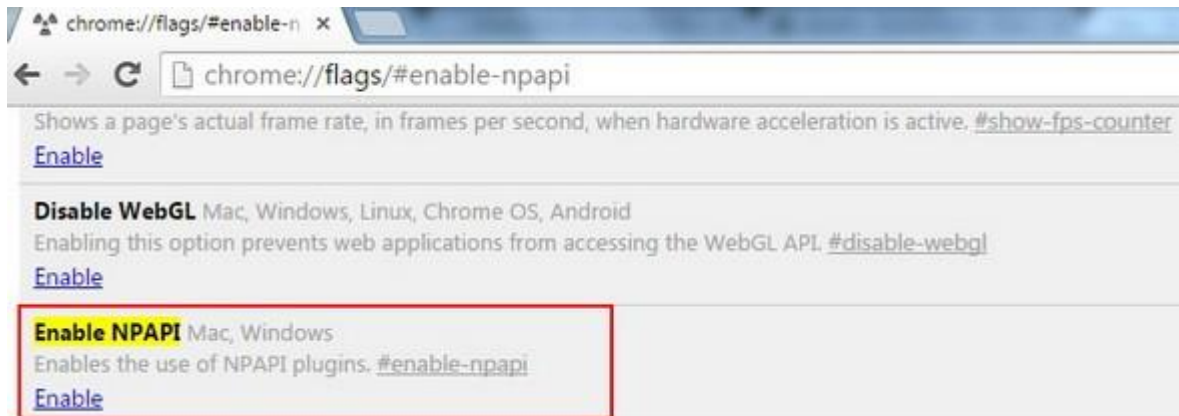 chrome://flags/#enable-n
chrome://flags/#enable-npapi
Shows a page's actual frame rate, in frames per second, when hardware acceleration is active. #show-fps-counter
Enable
Disable WebGL Mac, Windows, Linux, Chrome OS, Android
Enabling this option prevents web applications from accessing the WebGL API. #disable-webgl
Enable
Enable NPAPI Mac, Windows
Enables the use of NPAPI plugins. #enable-npapi
Enable